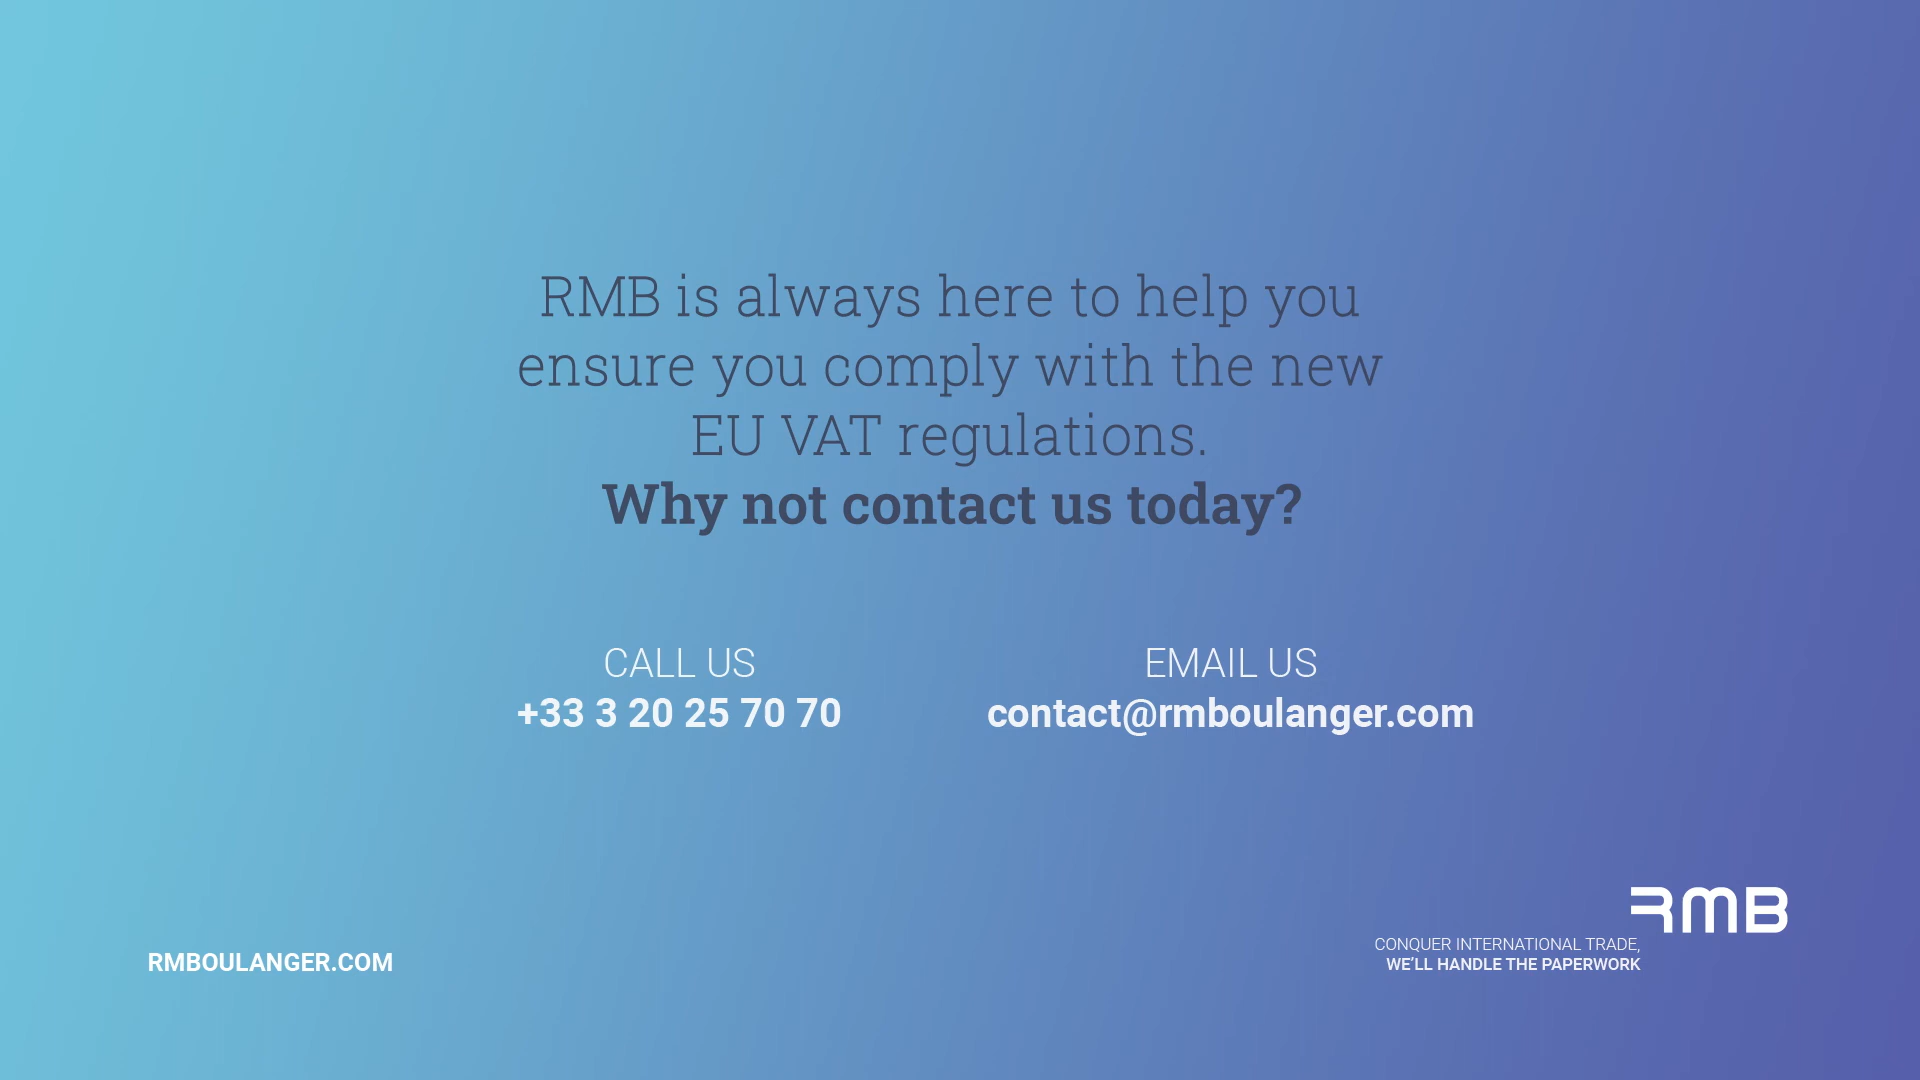 RMB is always here to help you
ensure you comply with the new
EU VAT regulations.
Why not contact us today?
CALL US
+33 3 20 25 70 70
EMAIL US
contact@rmboulanger.com
RMBOULANGER.COM
RMB
CONQUER INTERNATIONAL TRADE,
WE'LL HANDLE THE PAPERWORK